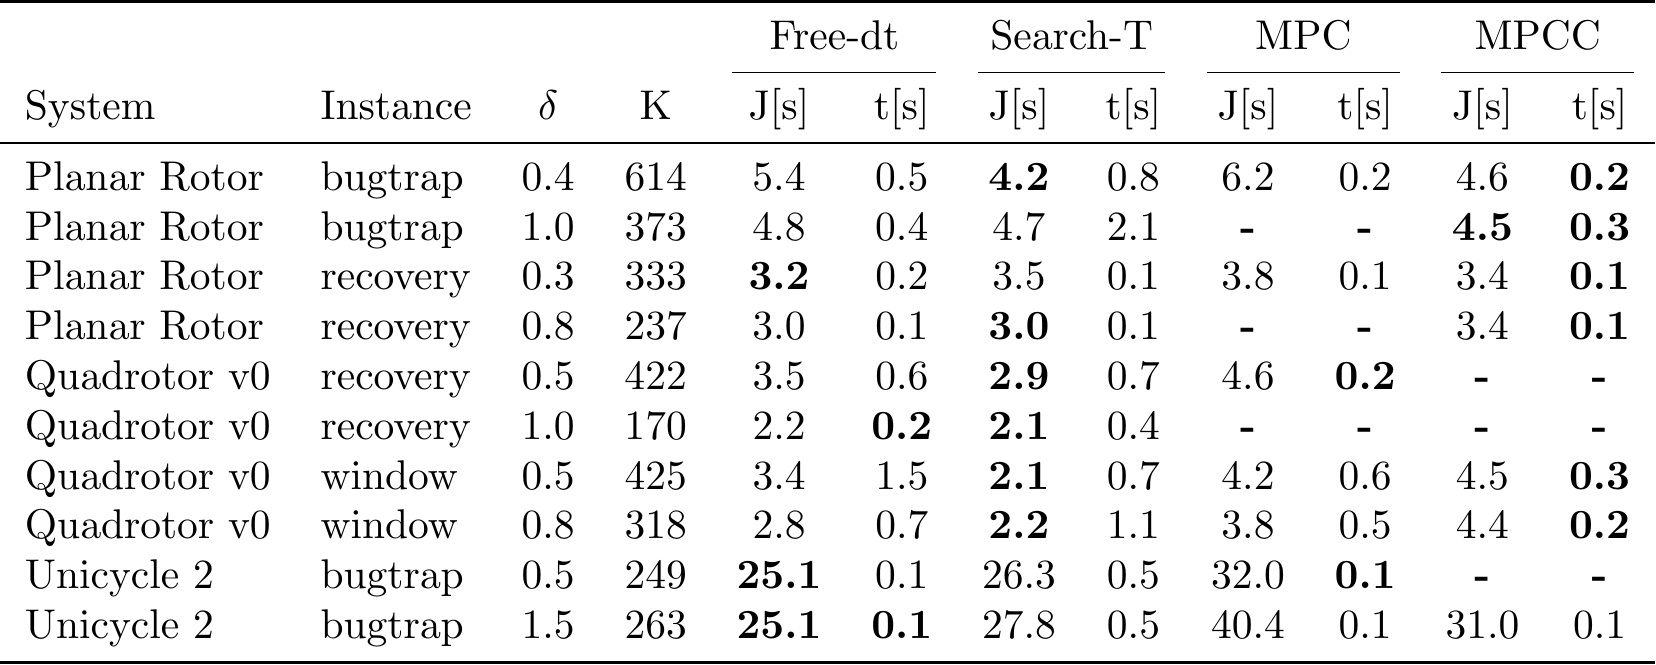 Free-dt Search-T MPC MPCC
System Instance δ K J[s] t[s] J[s] t[s] J[s] t[s] J[s] t[s]
Planar Rotor bugtrap 0.4 614 5.4 0.5 4.2 0.8 6.2 0.2 4.6 0.2
Planar Rotor bugtrap 1.0 373 4.8 0.4 4.7 2.1 - - 4.5 0.3
Planar Rotor recovery 0.3 333 3.2 0.2 3.5 0.1 3.8 0.1 3.4 0.1
Planar Rotor recovery 0.8 237 3.0 0.1 3.0 0.1 - - 3.4 0.1
Quadrotor v0 recovery 0.5 422 3.5 0.6 2.9 0.7 4.6 0.2 - -
Quadrotor v0 recovery 1.0 170 2.2 0.2 2.1 0.4 - - - -
Quadrotor v0 window 0.5 425 3.4 1.5 2.1 0.7 4.2 0.6 4.5 0.3
Quadrotor v0 window 0.8 318 2.8 0.7 2.2 1.1 3.8 0.5 4.4 0.2
Unicycle 2 bugtrap 0.5 249 25.1 0.1 26.3 0.5 32.0 0.1 - -
Unicycle 2 bugtrap 1.5 263 25.1 0.1 27.8 0.5 40.4 0.1 31.0 0.1